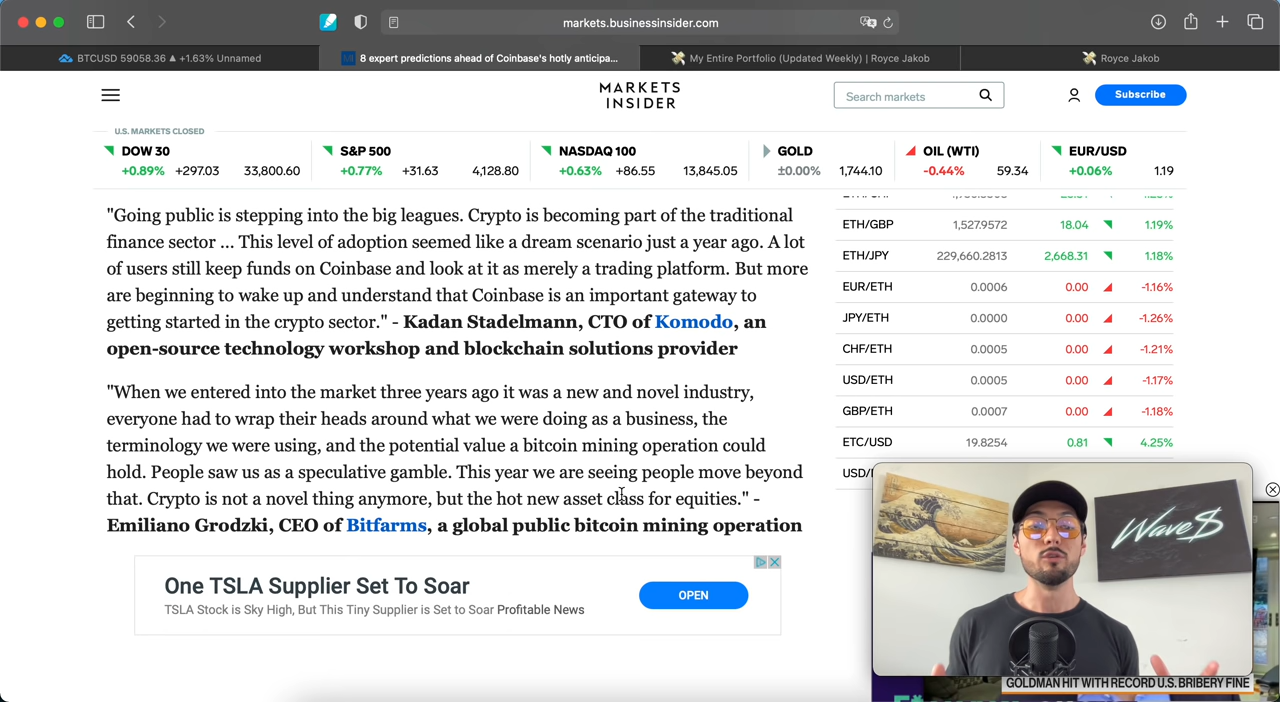 markets.businessinsider.com
BTCUSD 59058.36 ▲ +1.63% Unnamed
8 expert predictions ahead of Coinbase's hotly anticipa...
My Entire Portfolio (Updated Weekly) | Royce Jakob
Royce Jakob
MARKETS
INSIDER
Search markets
Subscribe
U.S. MARKETS CLOSED
DOW 30
+0.89% +297.03 33,800.60
S&P 500
+0.77% +31.63 4,128.80
NASDAQ 100
+0.63% +86.55 13,845.05
GOLD
±0.00% 1,744.10
OIL (WTI)
-0.44% 59.34
EUR/USD
+0.06% 1.19
"Going public is stepping into the big leagues. Crypto is becoming part of the traditional
finance sector ... This level of adoption seemed like a dream scenario just a year ago. A lot
of users still keep funds on Coinbase and look at it as merely a trading platform. But more
are beginning to wake up and understand that Coinbase is an important gateway to
getting started in the crypto sector." - Kadan Stadelmann, CTO of Komodo, an
open-source technology workshop and blockchain solutions provider
"When we entered into the market three years ago it was a new and novel industry,
everyone had to wrap their heads around what we were doing as a business, the
terminology we were using, and the potential value a bitcoin mining operation could
hold. People saw us as a speculative gamble. This year we are seeing people move beyond
that. Crypto is not a novel thing anymore, but the hot new asset class for equities." -
Emiliano Grodzki, CEO of Bitfarms, a global public bitcoin mining operation
One TSLA Supplier Set To Soar
TSLA Stock is Sky High, But This Tiny Supplier is Set to Soar Profitable News
OPEN
ETH/GBP 1,527.9572 18.04 1.19%
ETH/JPY 229,660.2813 2,668.31 1.18%
EUR/ETH 0.0006 0.00 -1.16%
JPY/ETH 0.0000 0.00 -1.26%
CHF/ETH 0.0005 0.00 -1.21%
USD/ETH 0.0005 0.00 -1.17%
GBP/ETH 0.0007 0.00 -1.18%
ETC/USD 19.8254 0.81 4.25%
USD/
Wave$
GOLDMAN HIT WITH RECORD U.S. BRIBERY FINE